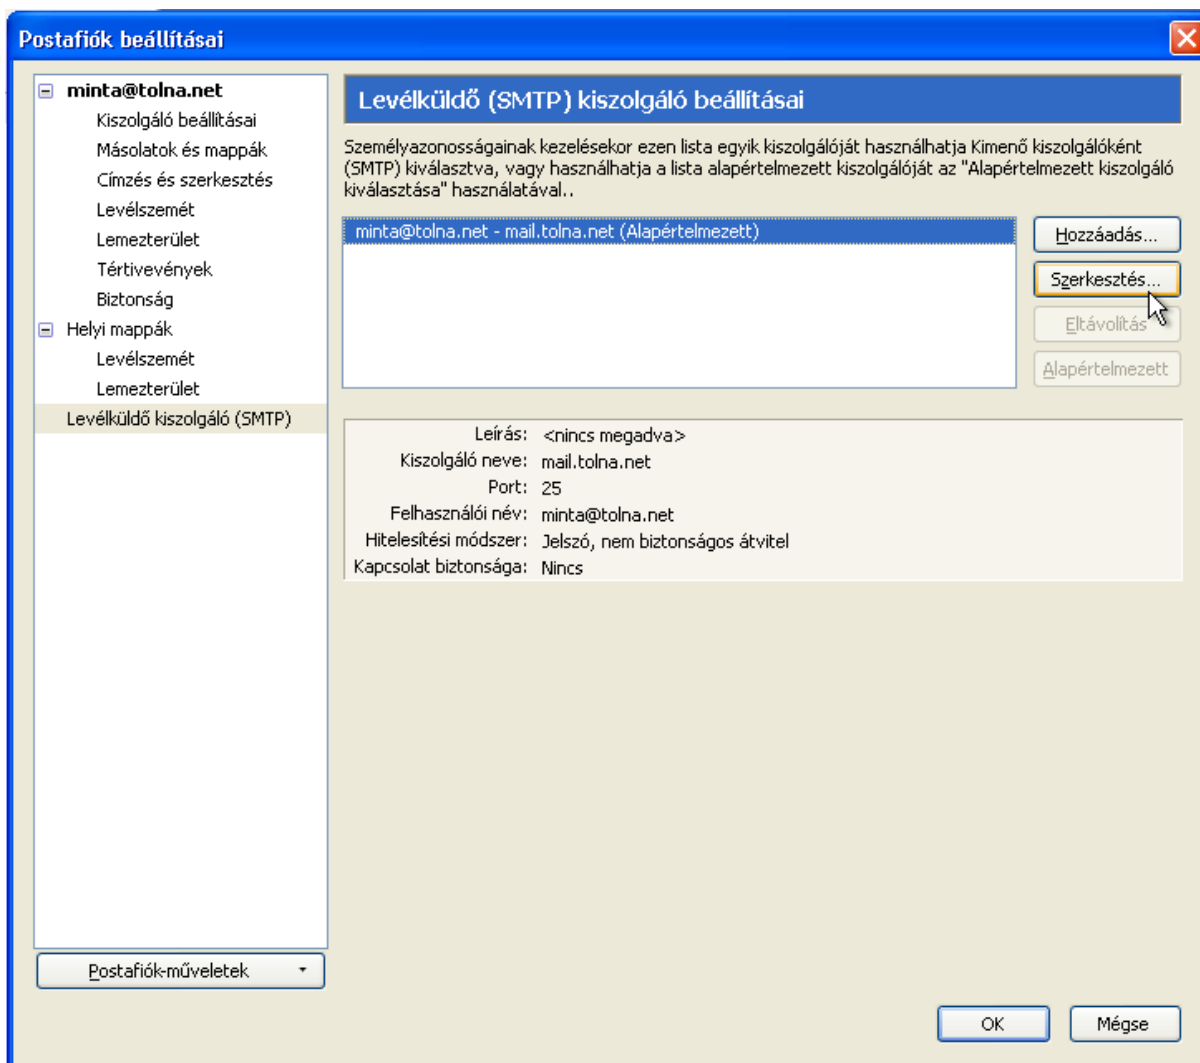 Postafiók beállításai
minta@tolna.net
Kiszolgáló beállításai
Másolatok és mappák
Címzés és szerkesztés
Levélszemét
Lemezterület
Tértivevények
Biztonság
Helyi mappák
Levélszemét
Lemezterület
Levélküldő kiszolgáló (SMTP)
Postafiók-műveletek
Levélküldő (SMTP) kiszolgáló beállításai
Személyazonosságainak kezelésekor ezen lista egyik kiszolgálóját használhatja Kimenő kiszolgálóként
(SMTP) kiválasztva, vagy használhatja a lista alapértelmezett kiszolgálóját az "Alapértelmezett kiszolgáló
kiválasztása" használatával..
minta@tolna.net - mail.tolna.net (Alapértelmezett)
Hozzáadás...
Szerkesztés...
Eltávolítás
Alapértelmezett
Leírás: <nincs megadva>
Kiszolgáló neve: mail.tolna.net
Port: 25
Felhasználói név: minta@tolna.net
Hitelesítési módszer: Jelszó, nem biztonságos átvitel
Kapcsolat biztonsága: Nincs
OK
Mégse